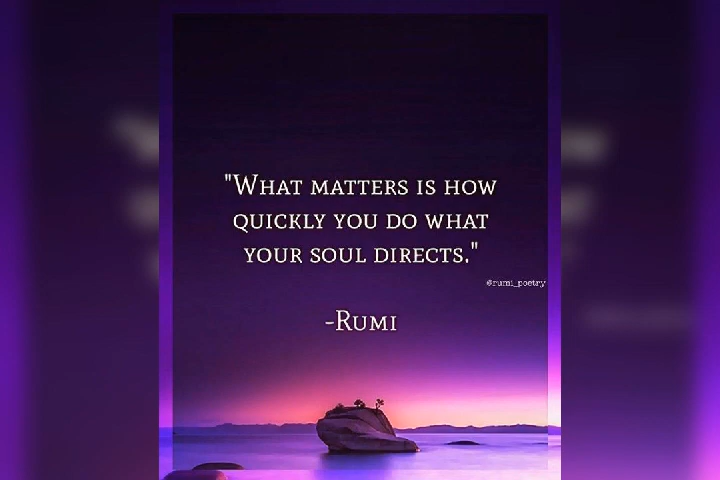 "What matters is how
quickly you do what
your soul directs."
@rumi_poetry
-Rumi